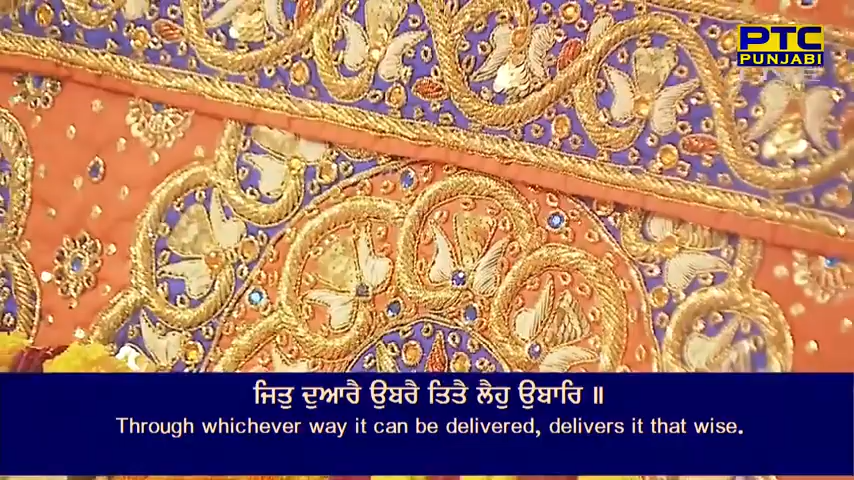 PTC
PUNJABI
ਜਿਤੁ ਦੁਆਰੈ ਉਬਰੈ ਤਿਤੈ ਲੈਹੁ ਉਬਾਰਿ ॥
Through whichever way it can be delivered, delivers it that wise.